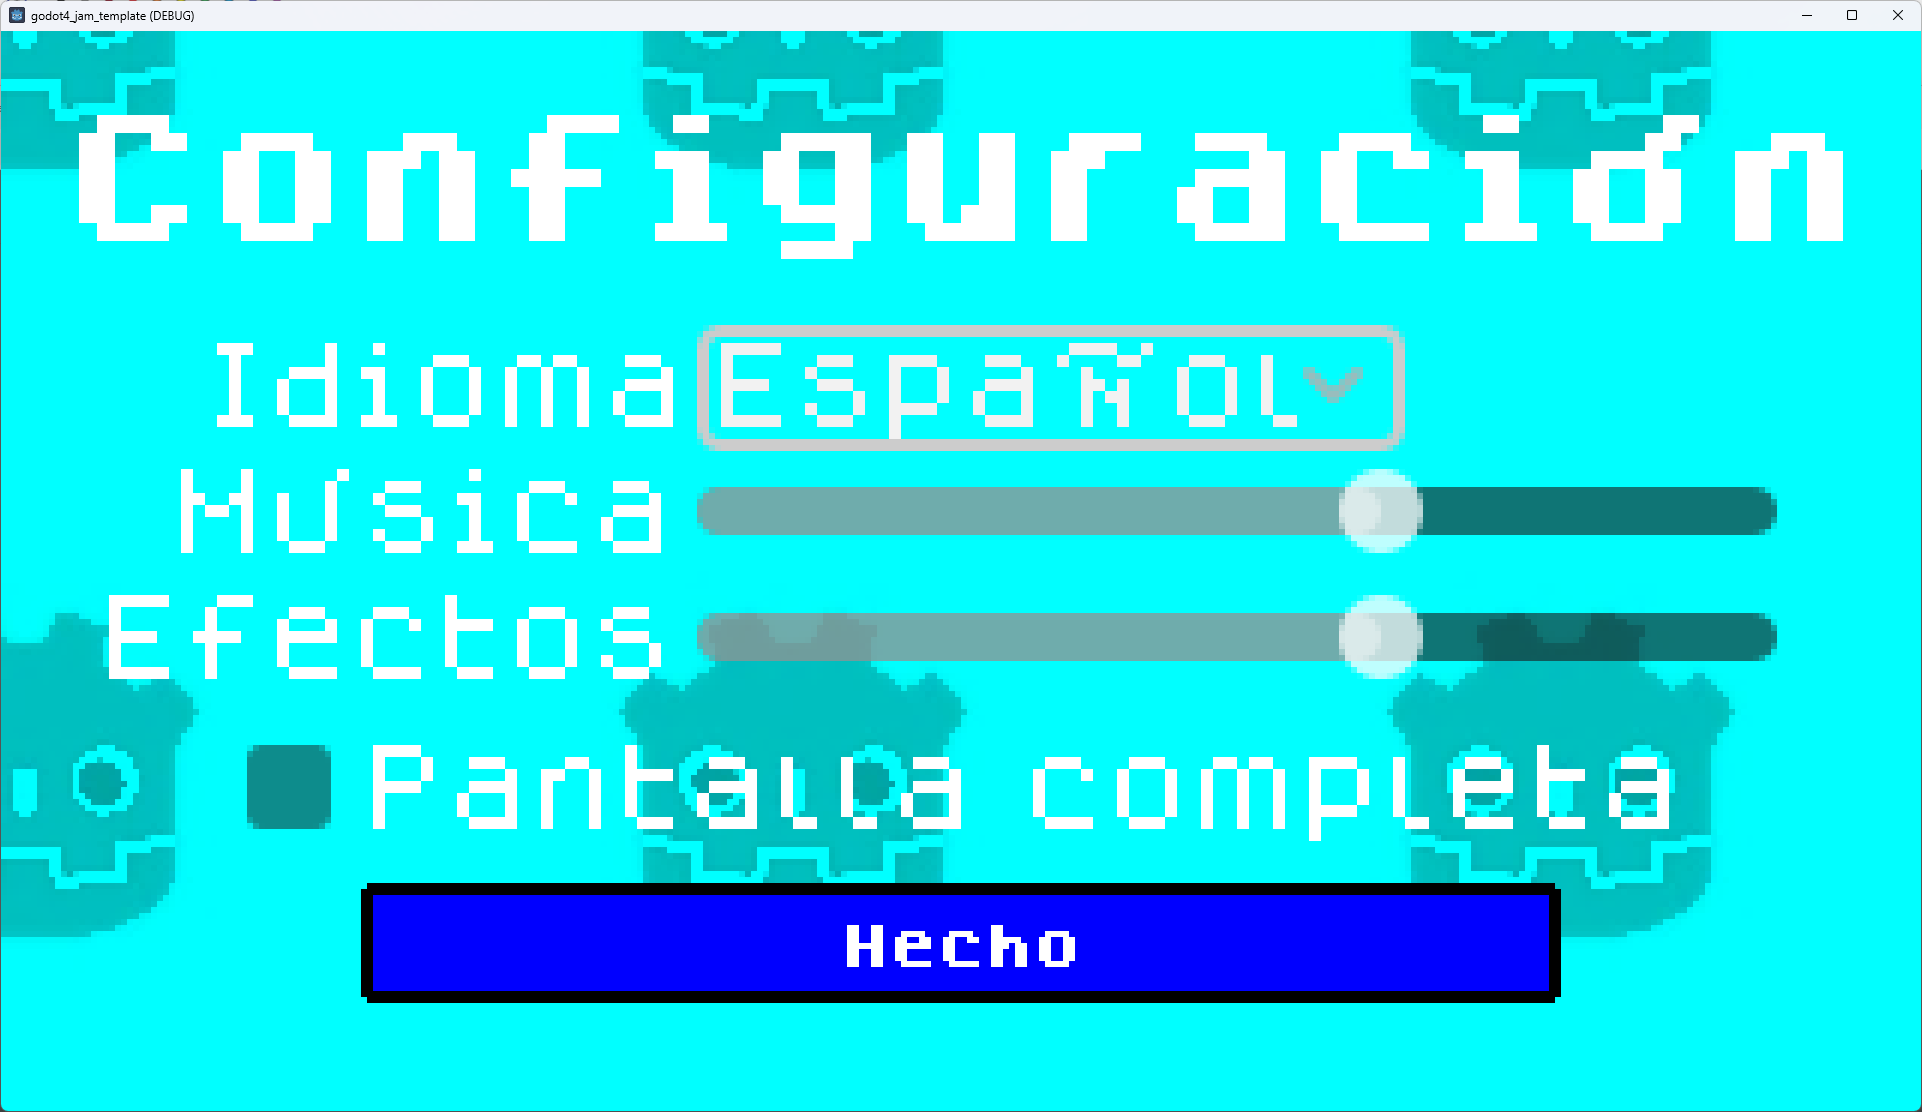 godot4_jam_template (DEBUG)
Configuración
Idioma Español
Música
Efectos
Pantalla completa
Hecho